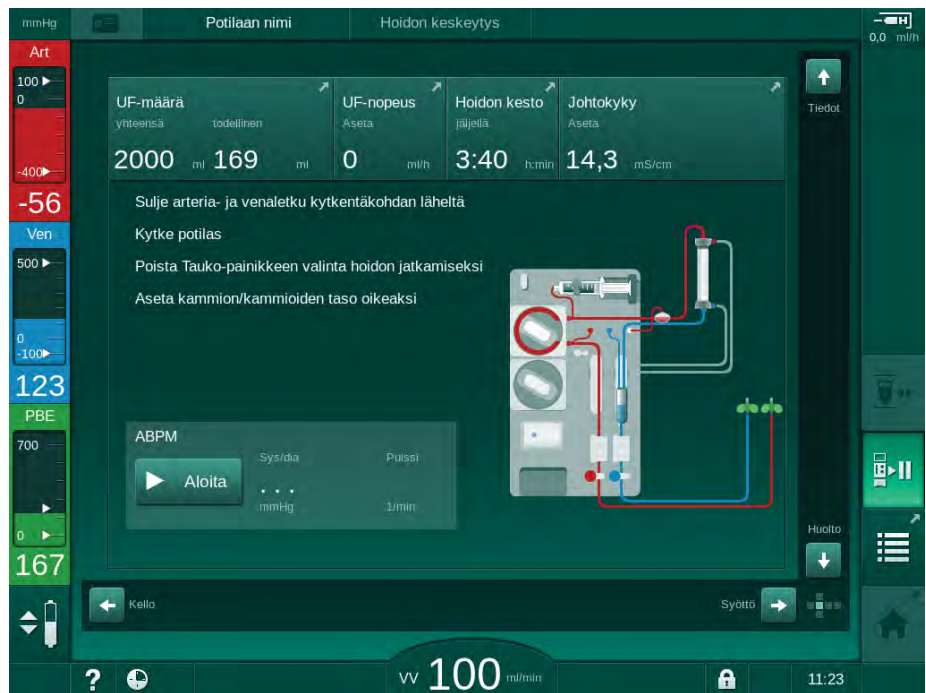 mmHg
Potilaan nimi
Hoidon keskeytys
0,0 ml/h
Art
100
0
-400
-56
Ven
500
0
-100
123
PBE
700
0
167
UF-määrä
yhteensä todellinen
2000 ml 169 ml
UF-nopeus
Aseta
0 ml/h
Hoidon kesto
jäljellä
3:40 h:min
Johtokyky
Aseta
14,3 mS/cm
Tiedot
Sulje arteria- ja venaletku kytkentäkohdan läheltä
Kytke potilas
Poista Tauko-painikkeen valinta hoidon jatkamiseksi
Aseta kammion/kammioiden taso oikeaksi
ABPM
Aloita
Sys/dia
. . .
mmHg
Pulssi
1/min
Huolto
Kello
Syöttö
? VV 100 ml/min 11:23